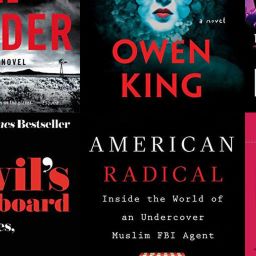 DER
NOVEL
a novel
OWEN
KING
mes Bestseller
vil's
board
es,
AMERICAN
RADICAL
Inside the World of
an Undercover
Muslim FBI Agent